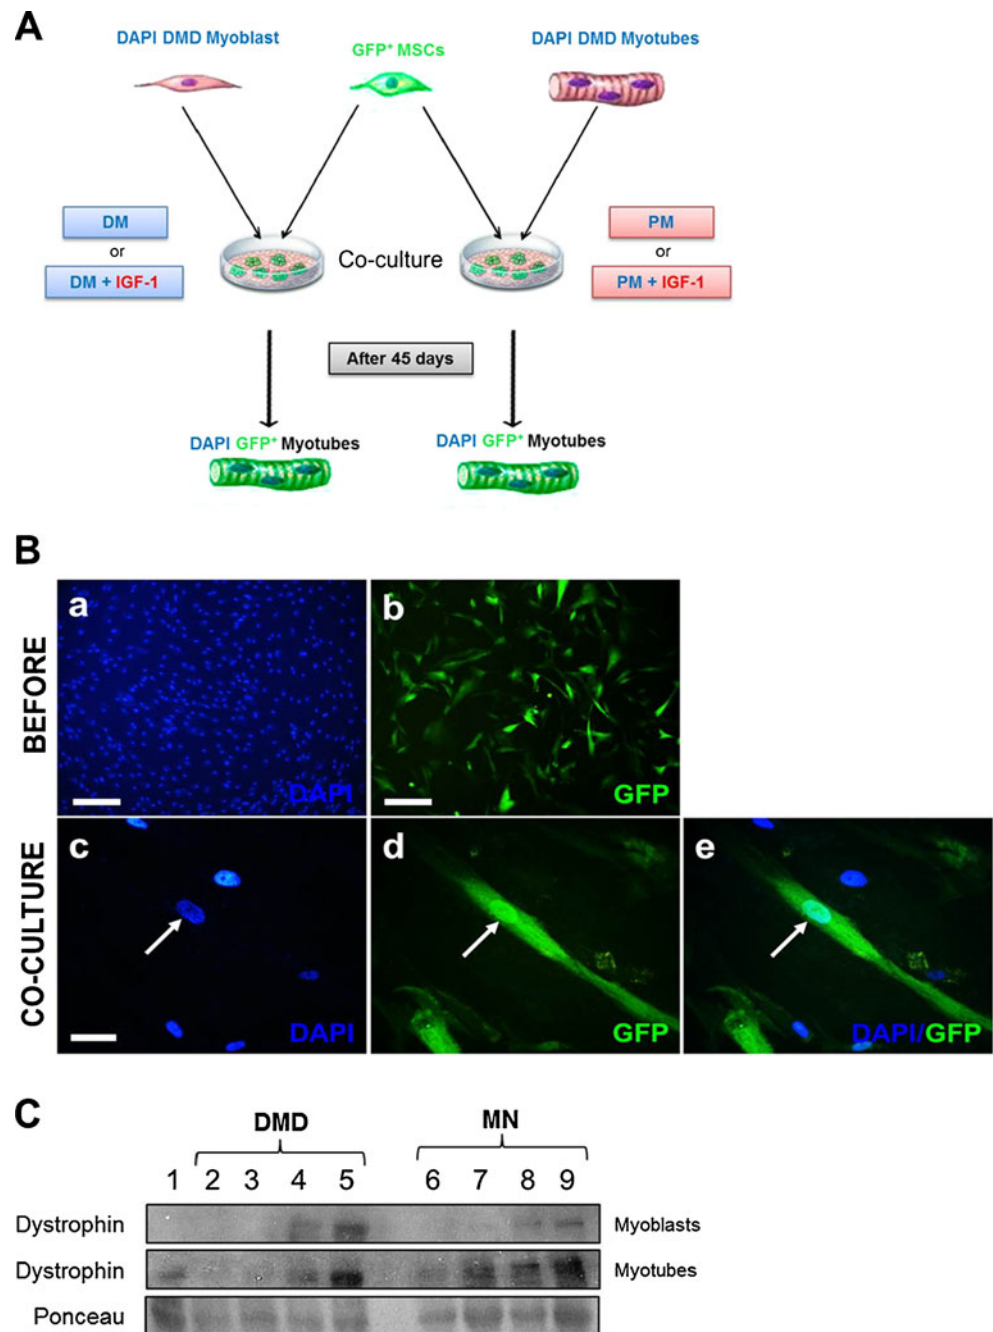 A
DAPI DMD Myoblast
GFP⁺ MSCs
DAPI DMD Myotubes
DM
or
DM + IGF-1
Co-culture
PM
or
PM + IGF-1
After 45 days
DAPI GFP⁺ Myotubes
DAPI GFP⁺ Myotubes
B
BEFORE
a
DAPI
b
GFP
CO-CULTURE
c
DAPI
d
GFP
e
DAPI/GFP
C
DMD
MN
1 2 3 4 5 6 7 8 9
Dystrophin
Myoblasts
Dystrophin
Myotubes
Ponceau